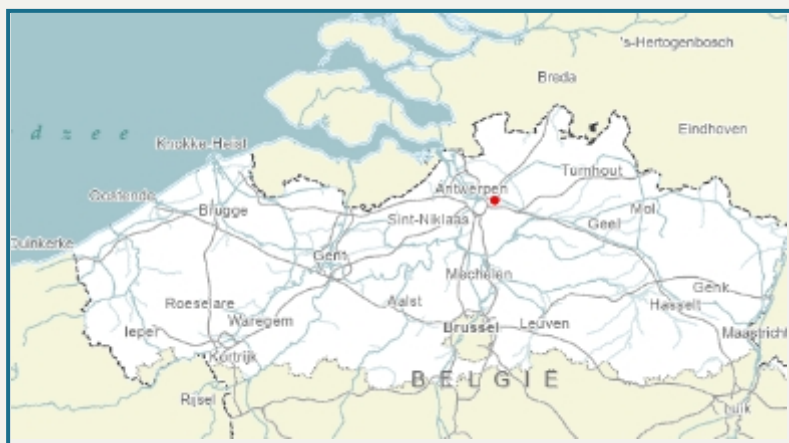 's-Hertogenbosch
Breda
Eindhoven
dzee
Knokke-Heist
Turnhout
Antwerpen
Oostende
Mol
Brugge
Sint-Niklaas
Geel
Duinkerke
Gent
Mechelen
Genk
Roeselare
Aalst
Hasselt
Waregem
Brussel
Leuven
Ieper
Maastricht
Kortrijk
BELGIË
Rijsel
Luik